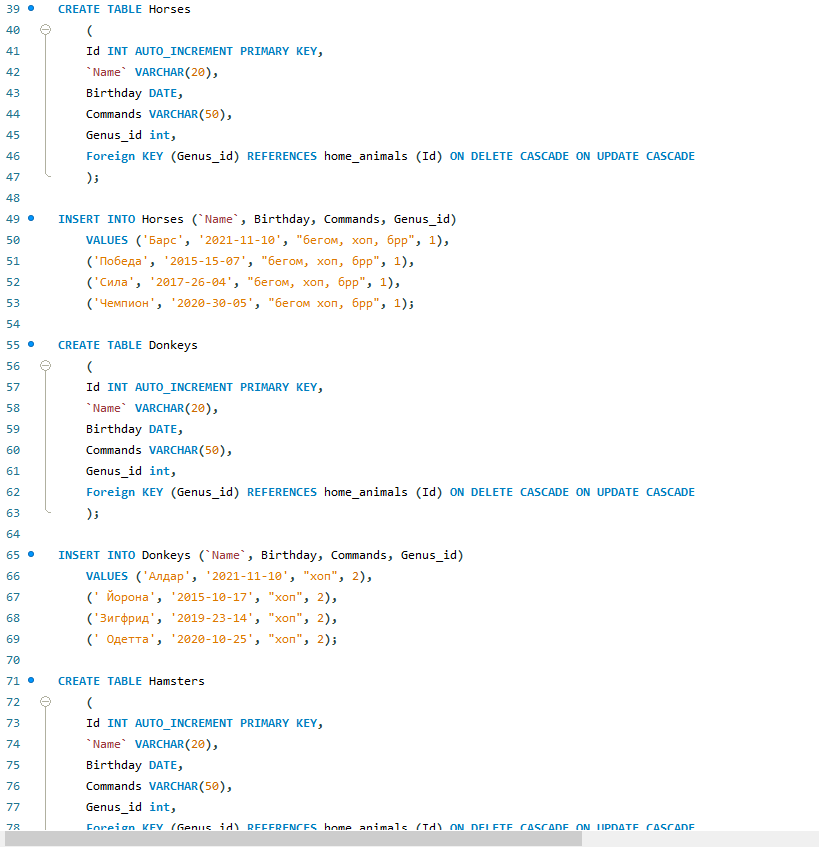 39 CREATE TABLE Horses
40 (
41 Id INT AUTO_INCREMENT PRIMARY KEY,
42 `Name` VARCHAR(20),
43 Birthday DATE,
44 Commands VARCHAR(50),
45 Genus_id int,
46 Foreign KEY (Genus_id) REFERENCES home_animals (Id) ON DELETE CASCADE ON UPDATE CASCADE
47 );
48
49 INSERT INTO Horses (`Name`, Birthday, Commands, Genus_id)
50 VALUES ('Барс', '2021-11-10', "бегом, хоп, брр", 1),
51 ('Победа', '2015-15-07', "бегом, хоп, брр", 1),
52 ('Сила', '2017-26-04', "бегом, хоп, брр", 1),
53 ('Чемпион', '2020-30-05', "бегом хоп, брр", 1);
54
55 CREATE TABLE Donkeys
56 (
57 Id INT AUTO_INCREMENT PRIMARY KEY,
58 `Name` VARCHAR(20),
59 Birthday DATE,
60 Commands VARCHAR(50),
61 Genus_id int,
62 Foreign KEY (Genus_id) REFERENCES home_animals (Id) ON DELETE CASCADE ON UPDATE CASCADE
63 );
64
65 INSERT INTO Donkeys (`Name`, Birthday, Commands, Genus_id)
66 VALUES ('Алдар', '2021-11-10', "хоп", 2),
67 (' Йорона', '2015-10-17', "хоп", 2),
68 ('Зигфрид', '2019-23-14', "хоп", 2),
69 (' Одетта', '2020-10-25', "хоп", 2);
70
71 CREATE TABLE Hamsters
72 (
73 Id INT AUTO_INCREMENT PRIMARY KEY,
74 `Name` VARCHAR(20),
75 Birthday DATE,
76 Commands VARCHAR(50),
77 Genus_id int,
78 Foreign KEY (Genus_id) REFERENCES home_animals (Id) ON DELETE CASCADE ON UPDATE CASCADE